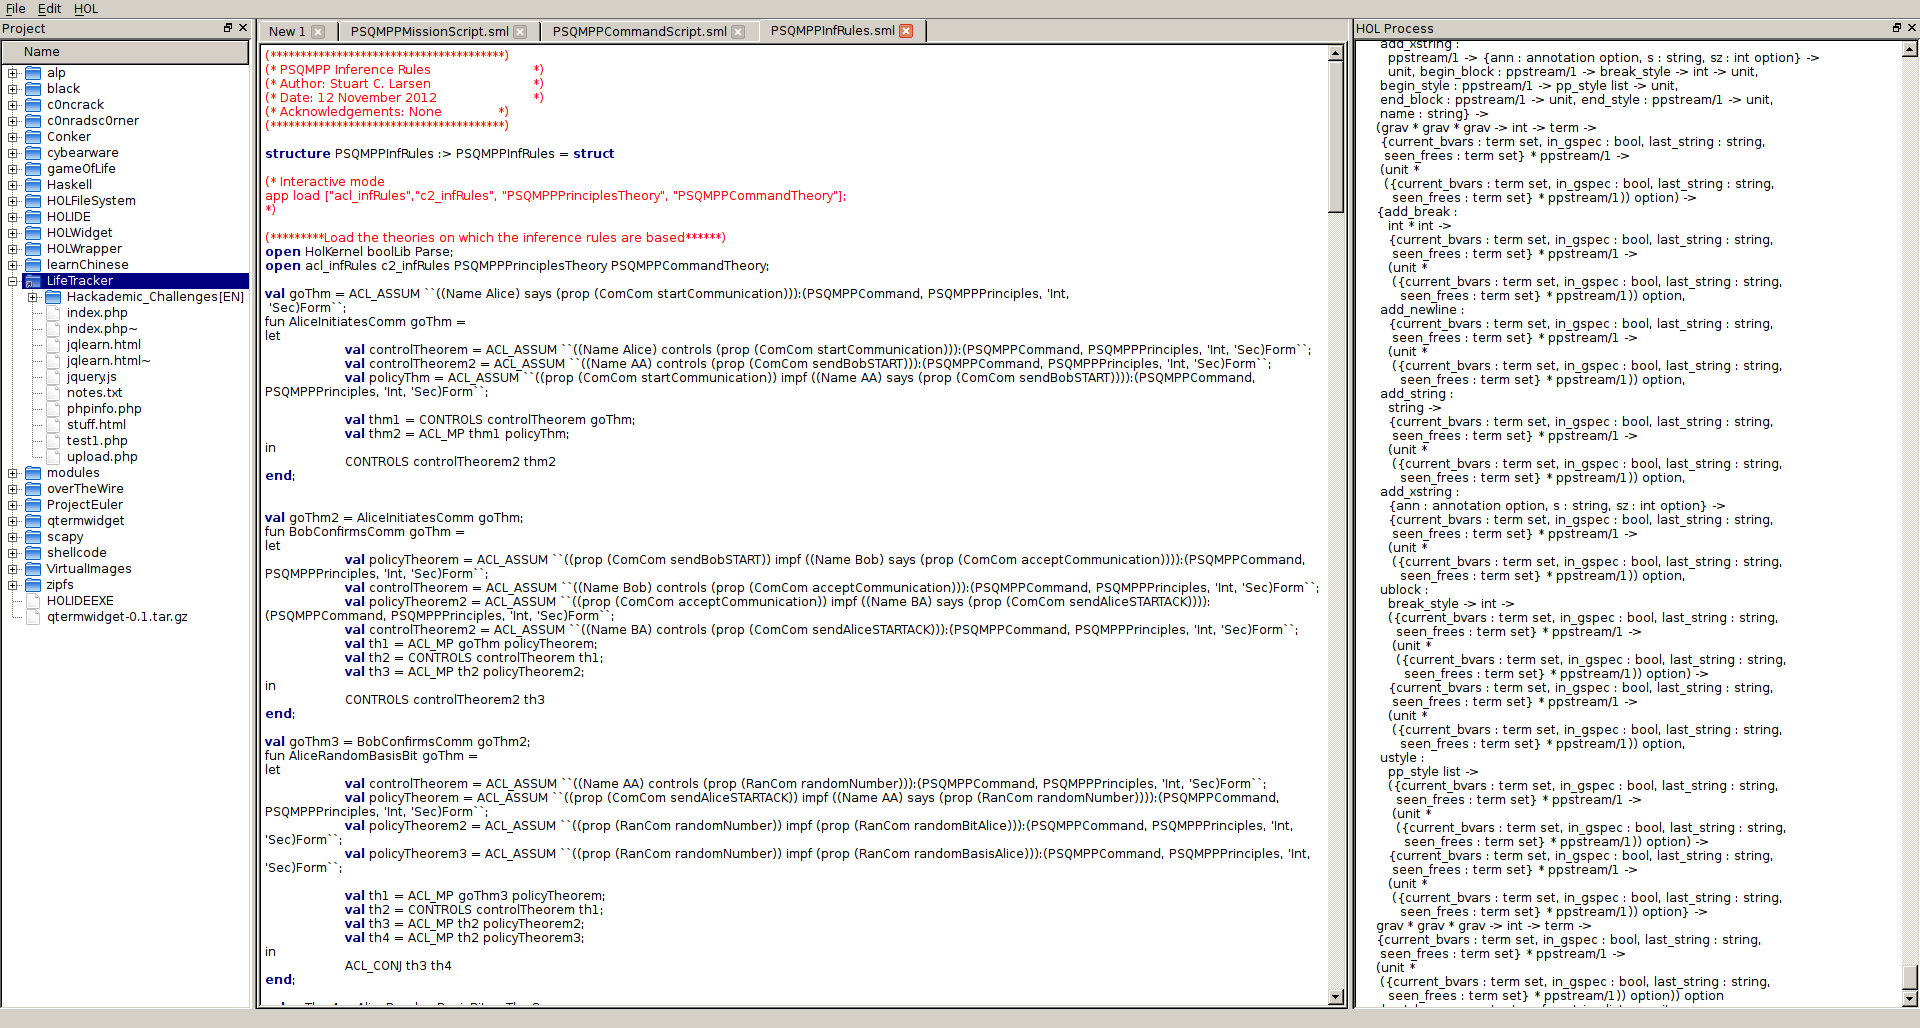 File Edit HOL
Project
Name
alp
black
c0ncrack
c0nradsc0rner
Conker
cybearware
gameOfLife
Haskell
HOLFileSystem
HOLIDE
HOLWidget
HOLWrapper
learnChinese
LifeTracker
Hackademic_Challenges[EN]
index.php
index.php~
jqlearn.html
jqlearn.html~
jquery.js
notes.txt
phpinfo.php
stuff.html
test1.php
upload.php
modules
overTheWire
ProjectEuler
qtermwidget
scapy
shellcode
VirtualImages
zipfs
HOLIDEEXE
qtermwidget-0.1.tar.gz
New 1 PSQMPPMissionScript.sml PSQMPPCommandScript.sml PSQMPPInfRules.sml
(***************************************)
(* PSQMPP Inference Rules *)
(* Author: Stuart C. Larsen *)
(* Date: 12 November 2012 *)
(* Acknowledgements: None *)
(***************************************)
structure PSQMPPInfRules :> PSQMPPInfRules = struct
(* Interactive mode
app load ["acl_infRules","c2_infRules", "PSQMPPPrinciplesTheory", "PSQMPPCommandTheory"];
*)
(*********Load the theories on which the inference rules are based******)
open HolKernel boolLib Parse;
open acl_infRules c2_infRules PSQMPPPrinciplesTheory PSQMPPCommandTheory;
val goThm = ACL_ASSUM ``((Name Alice) says (prop (ComCom startCommunication))):(PSQMPPCommand, PSQMPPPrinciples, 'Int,
'Sec)Form``;
fun AliceInitiatesComm goThm =
let
val controlTheorem = ACL_ASSUM ``((Name Alice) controls (prop (ComCom startCommunication))):(PSQMPPCommand, PSQMPPPrinciples, 'Int, 'Sec)Form``;
val controlTheorem2 = ACL_ASSUM ``((Name AA) controls (prop (ComCom sendBobSTART))):(PSQMPPCommand, PSQMPPPrinciples, 'Int, 'Sec)Form``;
val policyThm = ACL_ASSUM ``((prop (ComCom startCommunication)) impf ((Name AA) says (prop (ComCom sendBobSTART)))):(PSQMPPCommand,
PSQMPPPrinciples, 'Int, 'Sec)Form``;
val thm1 = CONTROLS controlTheorem goThm;
val thm2 = ACL_MP thm1 policyThm;
in
CONTROLS controlTheorem2 thm2
end;
val goThm2 = AliceInitiatesComm goThm;
fun BobConfirmsComm goThm =
let
val policyTheorem = ACL_ASSUM ``((prop (ComCom sendBobSTART)) impf ((Name Bob) says (prop (ComCom acceptCommunication)))):(PSQMPPCommand,
PSQMPPPrinciples, 'Int, 'Sec)Form``;
val controlTheorem = ACL_ASSUM ``((Name Bob) controls (prop (ComCom acceptCommunication))):(PSQMPPCommand, PSQMPPPrinciples, 'Int, 'Sec)Form``;
val policyTheorem2 = ACL_ASSUM ``((prop (ComCom acceptCommunication)) impf ((Name BA) says (prop (ComCom sendAliceSTARTACK)))):
(PSQMPPCommand, PSQMPPPrinciples, 'Int, 'Sec)Form``;
val controlTheorem2 = ACL_ASSUM ``((Name BA) controls (prop (ComCom sendAliceSTARTACK))):(PSQMPPCommand, PSQMPPPrinciples, 'Int, 'Sec)Form``;
val th1 = ACL_MP goThm policyTheorem;
val th2 = CONTROLS controlTheorem th1;
val th3 = ACL_MP th2 policyTheorem2;
in
CONTROLS controlTheorem2 th3
end;
val goThm3 = BobConfirmsComm goThm2;
fun AliceRandomBasisBit goThm =
let
val controlTheorem = ACL_ASSUM ``((Name AA) controls (prop (RanCom randomNumber))):(PSQMPPCommand, PSQMPPPrinciples, 'Int, 'Sec)Form``;
val policyTheorem = ACL_ASSUM ``((prop (ComCom sendAliceSTARTACK)) impf ((Name AA) says (prop (RanCom randomNumber)))):(PSQMPPCommand,
PSQMPPPrinciples, 'Int, 'Sec)Form``;
val policyTheorem2 = ACL_ASSUM ``((prop (RanCom randomNumber)) impf (prop (RanCom randomBitAlice))):(PSQMPPCommand, PSQMPPPrinciples, 'Int,
'Sec)Form``;
val policyTheorem3 = ACL_ASSUM ``((prop (RanCom randomNumber)) impf (prop (RanCom randomBasisAlice))):(PSQMPPCommand, PSQMPPPrinciples, 'Int,
'Sec)Form``;
val th1 = ACL_MP goThm3 policyTheorem;
val th2 = CONTROLS controlTheorem th1;
val th3 = ACL_MP th2 policyTheorem2;
val th4 = ACL_MP th2 policyTheorem3;
in
ACL_CONJ th3 th4
end;
HOL Process
add_xstring :
ppstream/1 -> {ann : annotation option, s : string, sz : int option} ->
unit, begin_block : ppstream/1 -> break_style -> int -> unit,
begin_style : ppstream/1 -> pp_style list -> unit,
end_block : ppstream/1 -> unit, end_style : ppstream/1 -> unit,
name : string} ->
(grav * grav * grav -> int -> term ->
{current_bvars : term set, in_gspec : bool, last_string : string,
seen_frees : term set} * ppstream/1 ->
(unit *
({current_bvars : term set, in_gspec : bool, last_string : string,
seen_frees : term set} * ppstream/1)) option) ->
{add_break :
int * int ->
{current_bvars : term set, in_gspec : bool, last_string : string,
seen_frees : term set} * ppstream/1 ->
(unit *
({current_bvars : term set, in_gspec : bool, last_string : string,
seen_frees : term set} * ppstream/1)) option,
add_newline :
{current_bvars : term set, in_gspec : bool, last_string : string,
seen_frees : term set} * ppstream/1 ->
(unit *
({current_bvars : term set, in_gspec : bool, last_string : string,
seen_frees : term set} * ppstream/1)) option,
add_string :
string ->
{current_bvars : term set, in_gspec : bool, last_string : string,
seen_frees : term set} * ppstream/1 ->
(unit *
({current_bvars : term set, in_gspec : bool, last_string : string,
seen_frees : term set} * ppstream/1)) option,
add_xstring :
{ann : annotation option, s : string, sz : int option} ->
{current_bvars : term set, in_gspec : bool, last_string : string,
seen_frees : term set} * ppstream/1 ->
(unit *
({current_bvars : term set, in_gspec : bool, last_string : string,
seen_frees : term set} * ppstream/1)) option,
ublock :
break_style -> int ->
({current_bvars : term set, in_gspec : bool, last_string : string,
seen_frees : term set} * ppstream/1 ->
(unit *
({current_bvars : term set, in_gspec : bool, last_string : string,
seen_frees : term set} * ppstream/1)) option) ->
{current_bvars : term set, in_gspec : bool, last_string : string,
seen_frees : term set} * ppstream/1 ->
(unit *
({current_bvars : term set, in_gspec : bool, last_string : string,
seen_frees : term set} * ppstream/1)) option,
ustyle :
pp_style list ->
({current_bvars : term set, in_gspec : bool, last_string : string,
seen_frees : term set} * ppstream/1 ->
(unit *
({current_bvars : term set, in_gspec : bool, last_string : string,
seen_frees : term set} * ppstream/1)) option) ->
{current_bvars : term set, in_gspec : bool, last_string : string,
seen_frees : term set} * ppstream/1 ->
(unit *
({current_bvars : term set, in_gspec : bool, last_string : string,
seen_frees : term set} * ppstream/1)) option} ->
grav * grav * grav -> int -> term ->
{current_bvars : term set, in_gspec : bool, last_string : string,
seen_frees : term set} * ppstream/1 ->
(unit *
({current_bvars : term set, in_gspec : bool, last_string : string,
seen_frees : term set} * ppstream/1)) option)) option